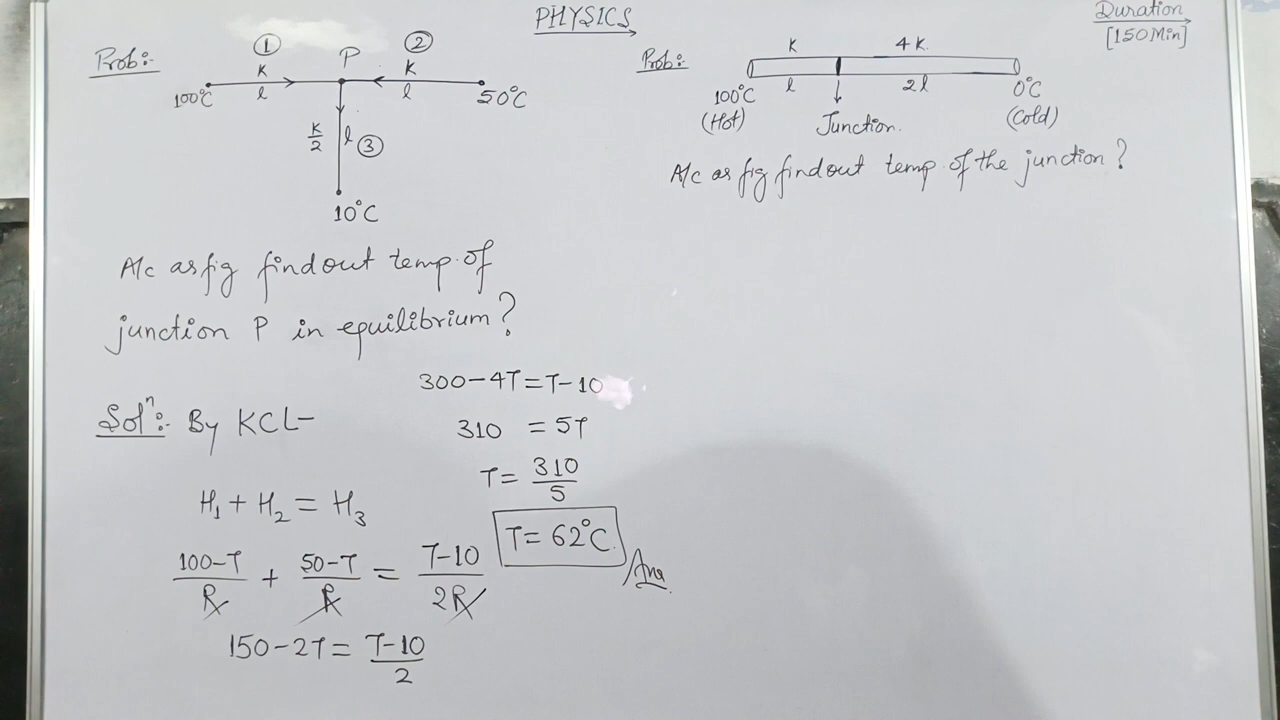 PHYSICS
Duration
[150 Min]
Prob:-
① ②
P
K K
100°C l l 50°C
K/2 l ③
10°C
A/c as fig find out temp. of
junction P in equilibrium?
Solⁿ:- By KCL-
H₁ + H₂ = H₃
(100-T)/R + (50-T)/R = (T-10)/2R
150-2T = (T-10)/2
300-4T = T-10
310 = 5T
T = 310/5
T = 62°C.
Ans
Prob:-
K 4K.
100°C l 2l 0°C
(Hot) Junction. (Cold)
A/c as fig find out temp of the junction?